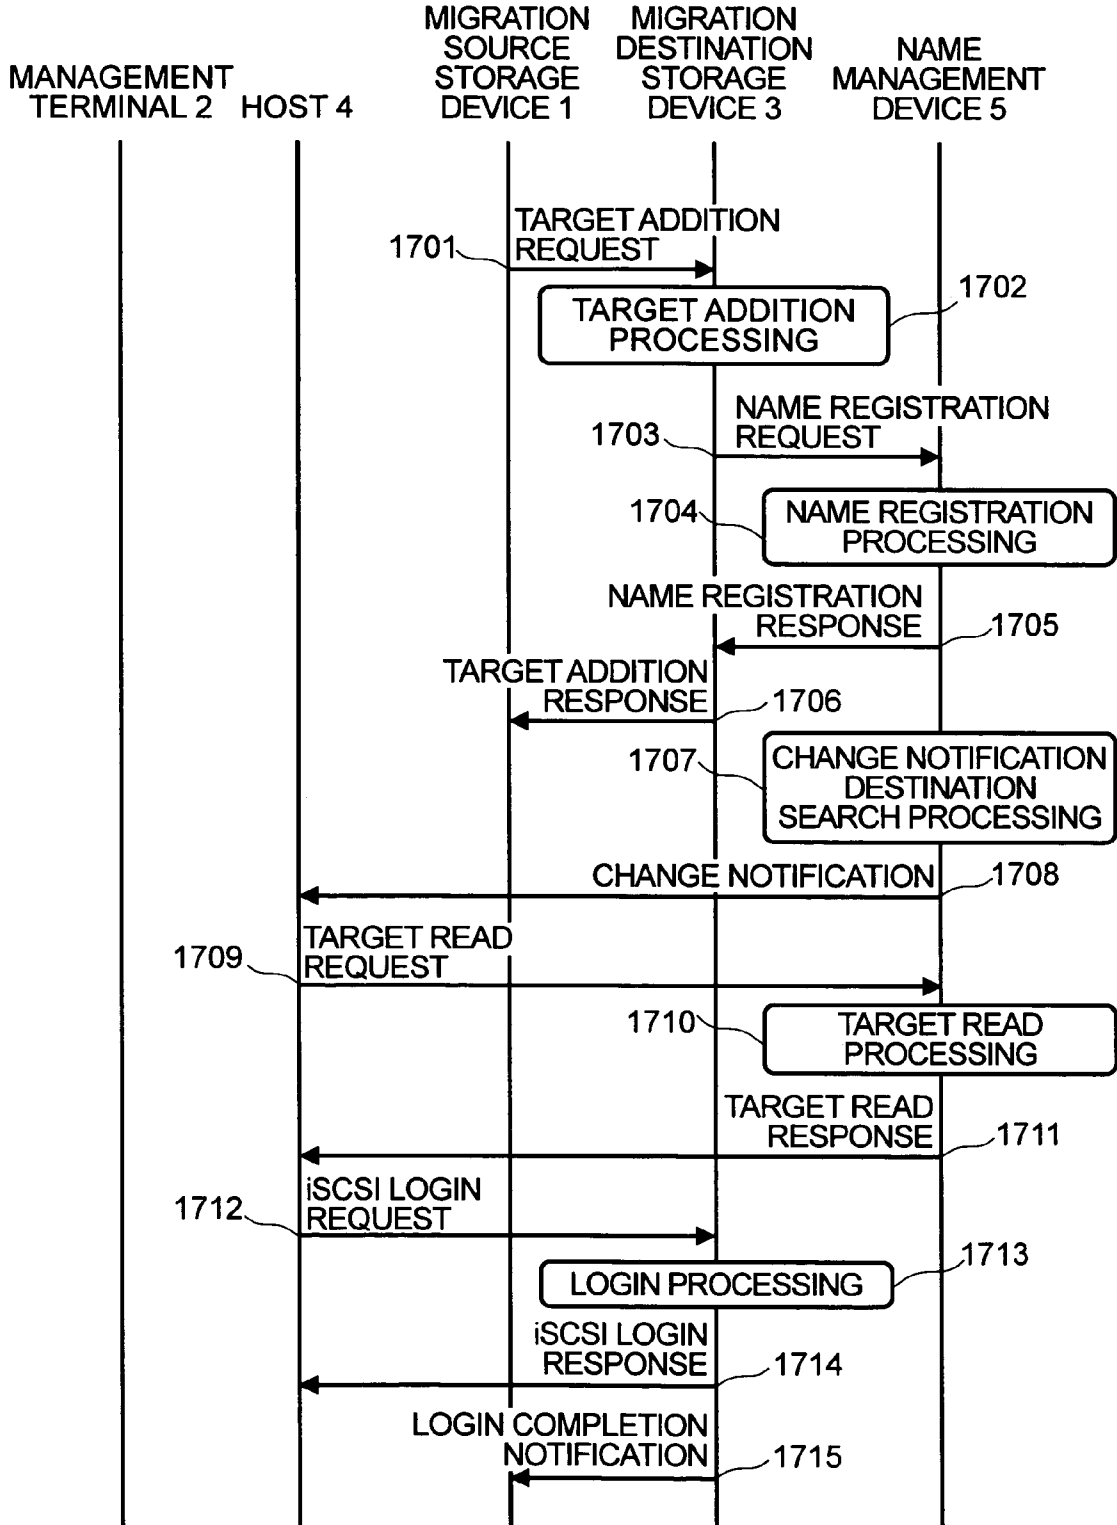 MANAGEMENT
TERMINAL 2
HOST 4
MIGRATION
SOURCE
STORAGE
DEVICE 1
MIGRATION
DESTINATION
STORAGE
DEVICE 3
NAME
MANAGEMENT
DEVICE 5
TARGET ADDITION
REQUEST
1701
TARGET ADDITION
PROCESSING
1702
NAME REGISTRATION
REQUEST
1703
NAME REGISTRATION
PROCESSING
1704
NAME REGISTRATION
RESPONSE
1705
TARGET ADDITION
RESPONSE
1706
CHANGE NOTIFICATION
DESTINATION
SEARCH PROCESSING
1707
CHANGE NOTIFICATION
1708
TARGET READ
REQUEST
1709
TARGET READ
PROCESSING
1710
TARGET READ
RESPONSE
1711
iSCSI LOGIN
REQUEST
1712
LOGIN PROCESSING
1713
iSCSI LOGIN
RESPONSE
1714
LOGIN COMPLETION
NOTIFICATION
1715